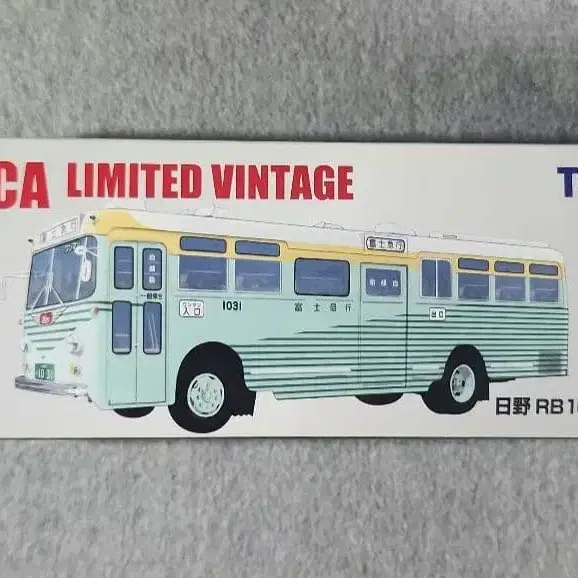 CA LIMITED VINTAGE
T
富士急行
ワンマン
入口
1031
富士急行
出口
日野 RB1